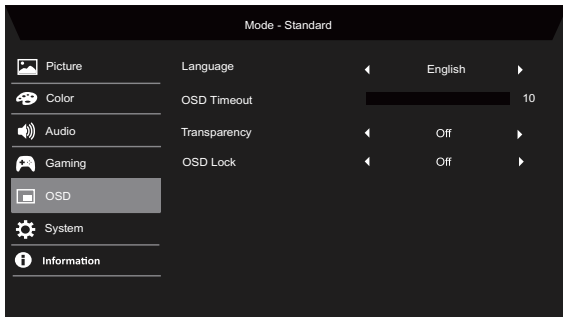 Mode - Standard
Picture
Color
Audio
Gaming
OSD
System
Information
Language English
OSD Timeout 10
Transparency Off
OSD Lock Off